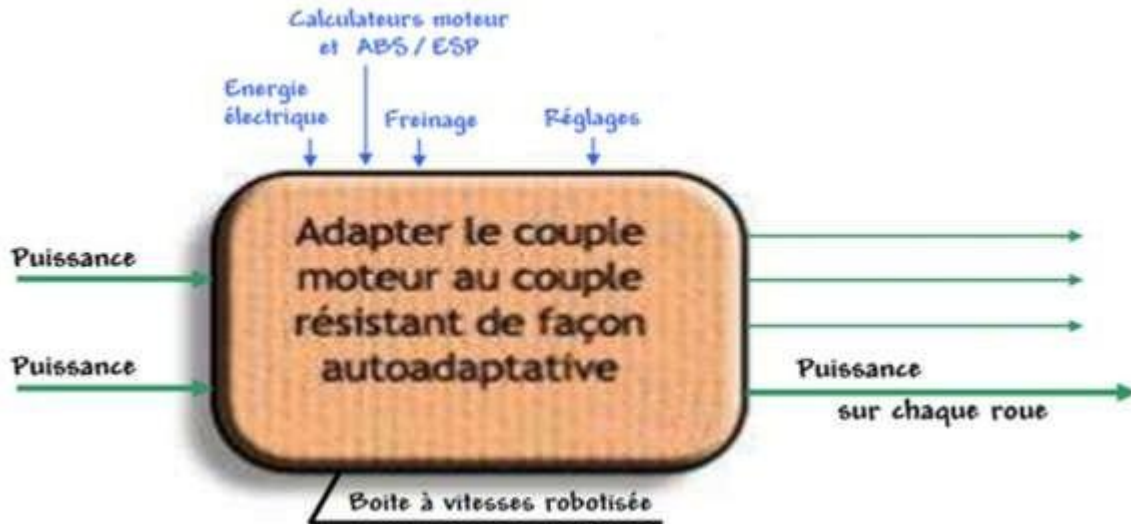 Calculateurs moteur
et ABS / ESP
Energie
électrique
Freinage
Réglages
Adapter le couple
moteur au couple
résistant de façon
autoadaptative
Puissance
Puissance
Puissance
sur chaque roue
Boite à vitesses robotisée